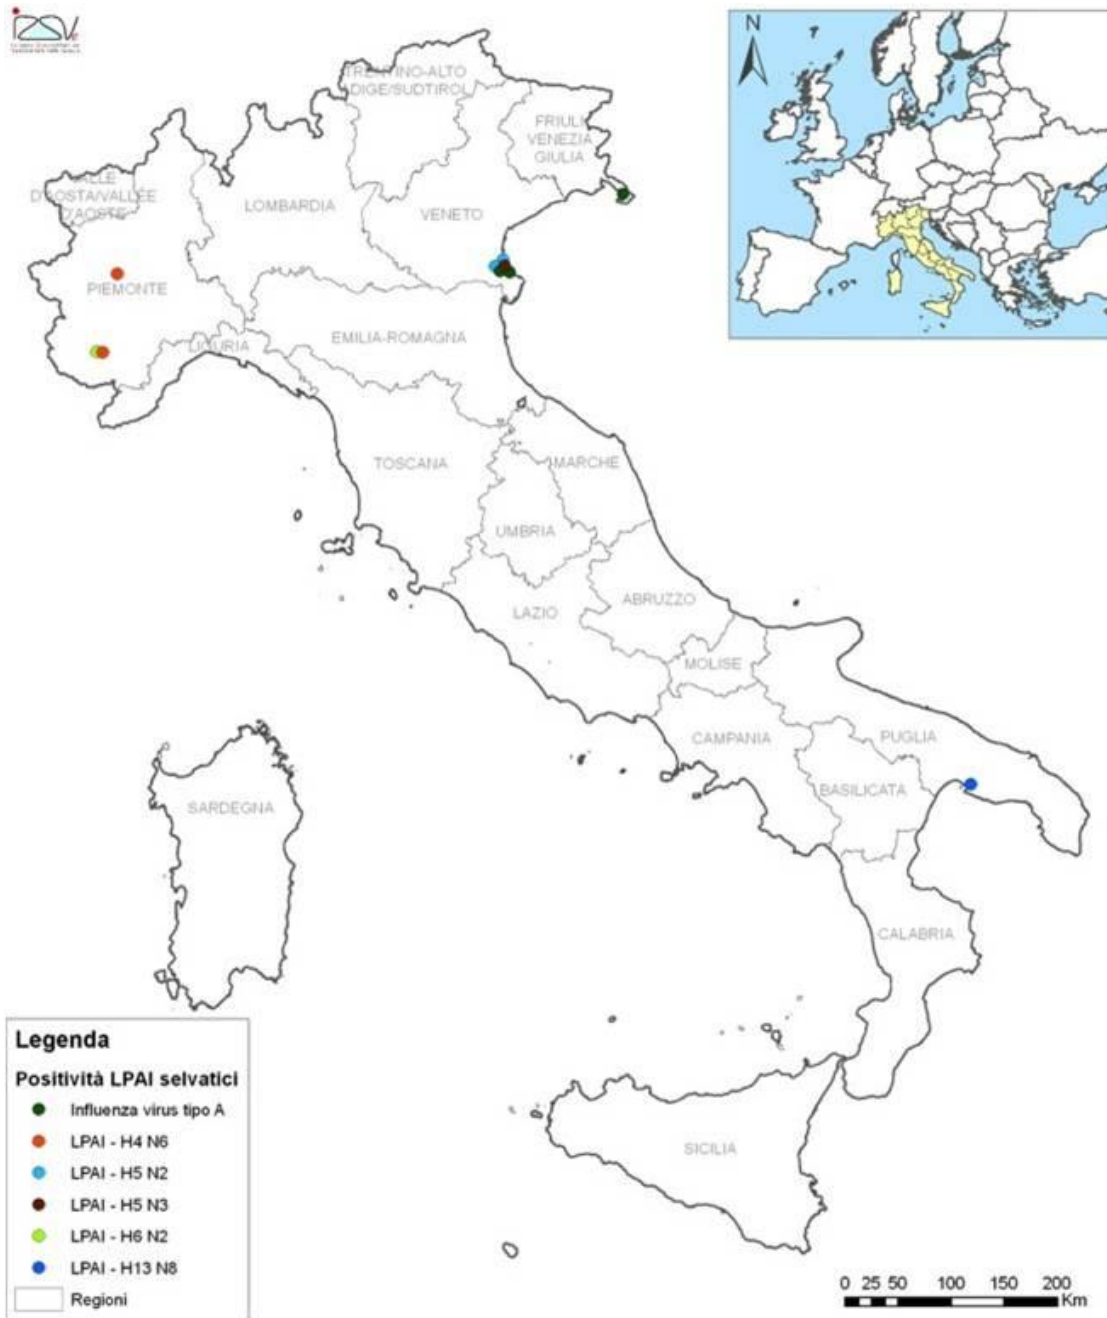 N
TRENTINO-ALTO
ADIGE/SUDTIROL
FRIULI
VENEZIA
GIULIA
VALLE
D'AOSTA/VALLÉE
D'AOSTE
LOMBARDIA
VENETO
PIEMONTE
EMILIA-ROMAGNA
LIGURIA
TOSCANA
MARCHE
UMBRIA
LAZIO
ABRUZZO
MOLISE
CAMPANIA
PUGLIA
BASILICATA
SARDEGNA
CALABRIA
SICILIA
Legenda
Positività LPAI selvatici
Influenza virus tipo A
LPAI - H4 N6
LPAI - H5 N2
LPAI - H5 N3
LPAI - H6 N2
LPAI - H13 N8
Regioni
0 25 50 100 150 200
Km